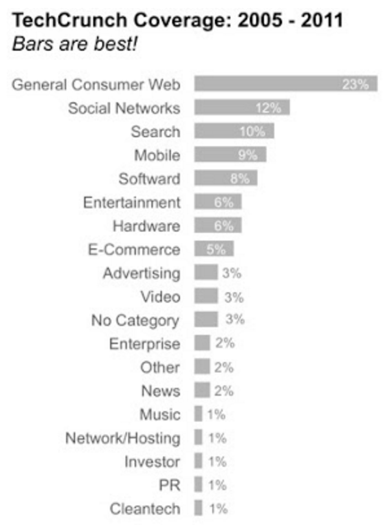 TechCrunch Coverage: 2005 - 2011
Bars are best!
General Consumer Web 23%
Social Networks 12%
Search 10%
Mobile 9%
Softward 8%
Entertainment 6%
Hardware 6%
E-Commerce 5%
Advertising 3%
Video 3%
No Category 3%
Enterprise 2%
Other 2%
News 2%
Music 1%
Network/Hosting 1%
Investor 1%
PR 1%
Cleantech 1%